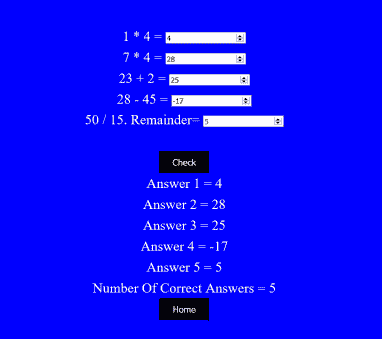 1 * 4 = 4
7 * 4 = 28
23 + 2 = 25
28 - 45 = -17
50 / 15. Remainder= 5
Check
Answer 1 = 4
Answer 2 = 28
Answer 3 = 25
Answer 4 = -17
Answer 5 = 5
Number Of Correct Answers = 5
Home